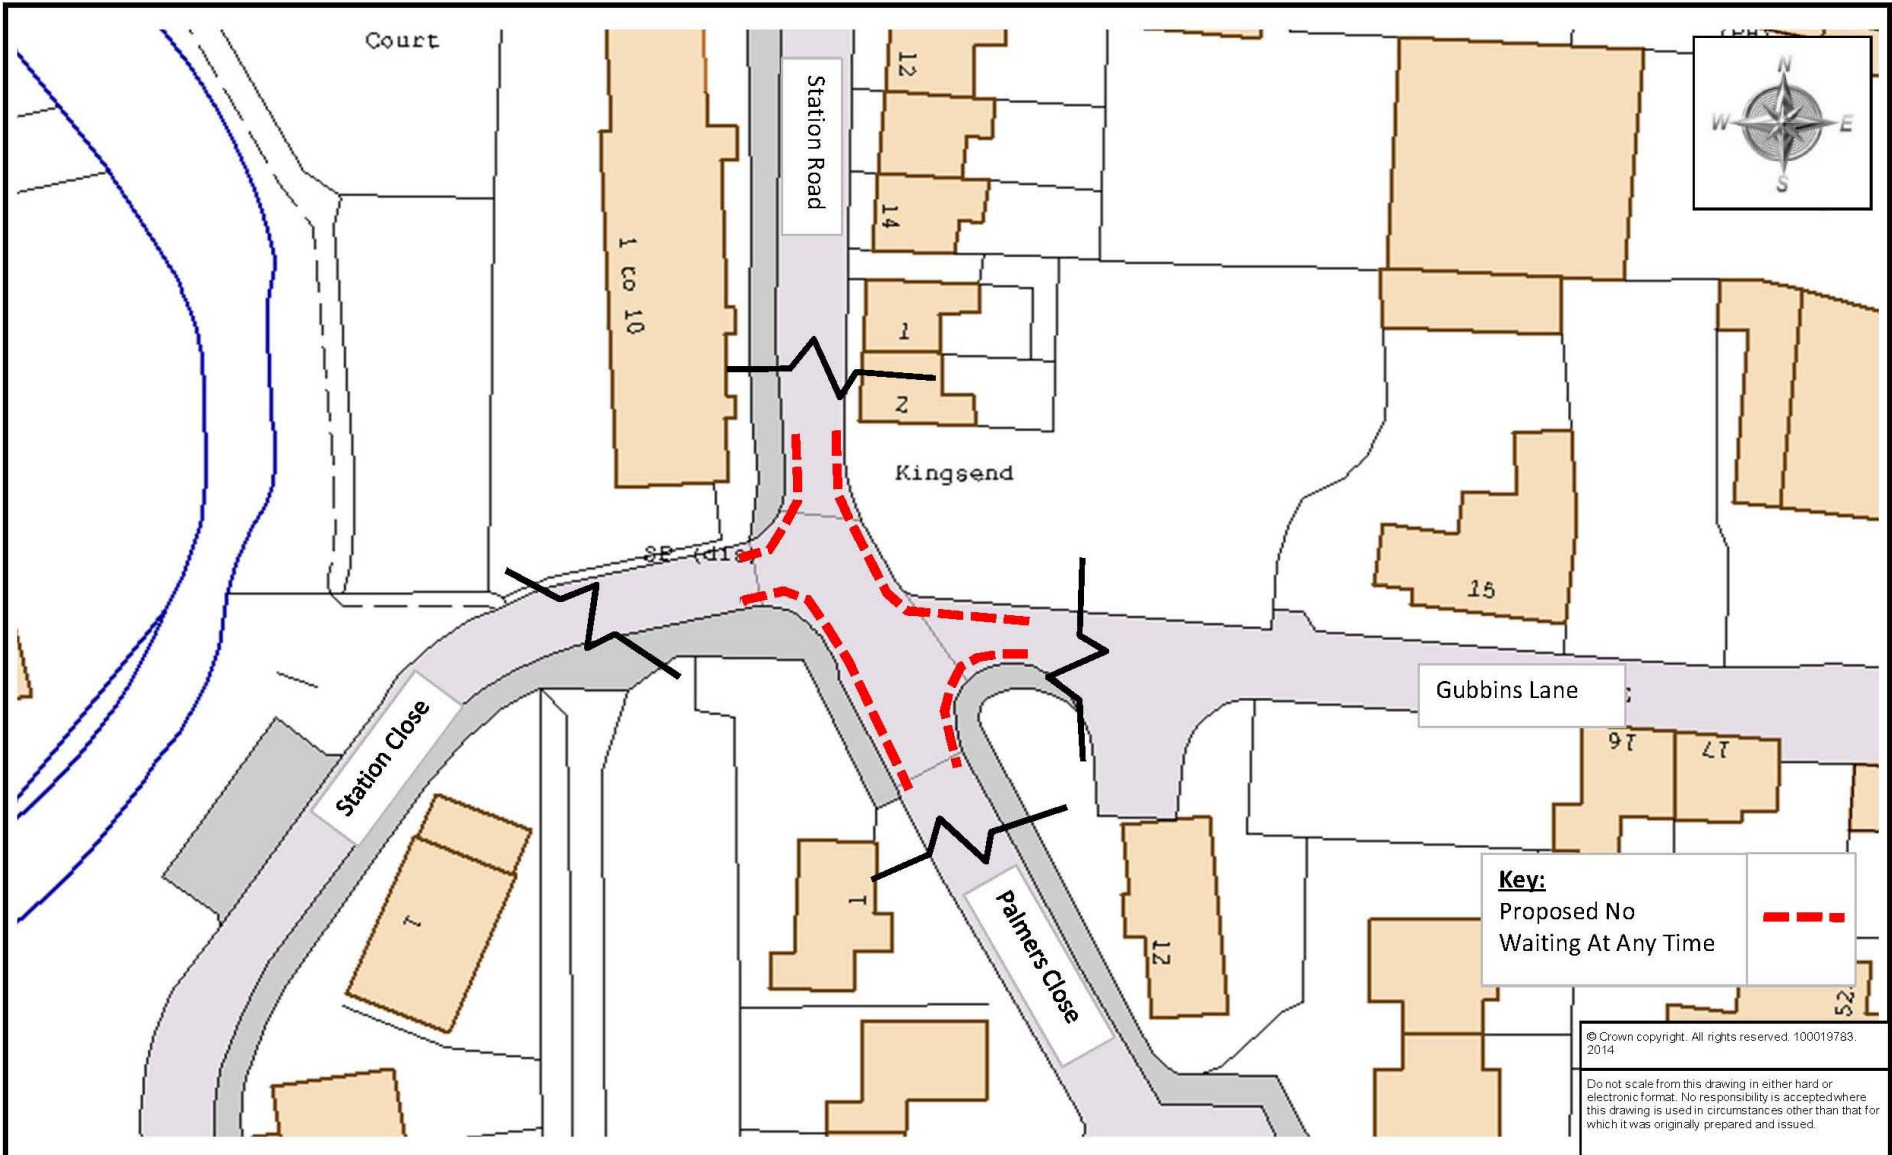 Court
12
Station Road
N
W
E
S
14
1 to 10
1
2
Kingsend
15
Gubbins Lane
16
17
Station Close
1
1
Palmers Close
12
Key:
Proposed No
Waiting At Any Time
© Crown copyright. All rights reserved. 100019783.
2014
Do not scale from this drawing in either hard or
electronic format. No responsibility is accepted where
this drawing is used in circumstances other than that for
which it was originally prepared and issued.